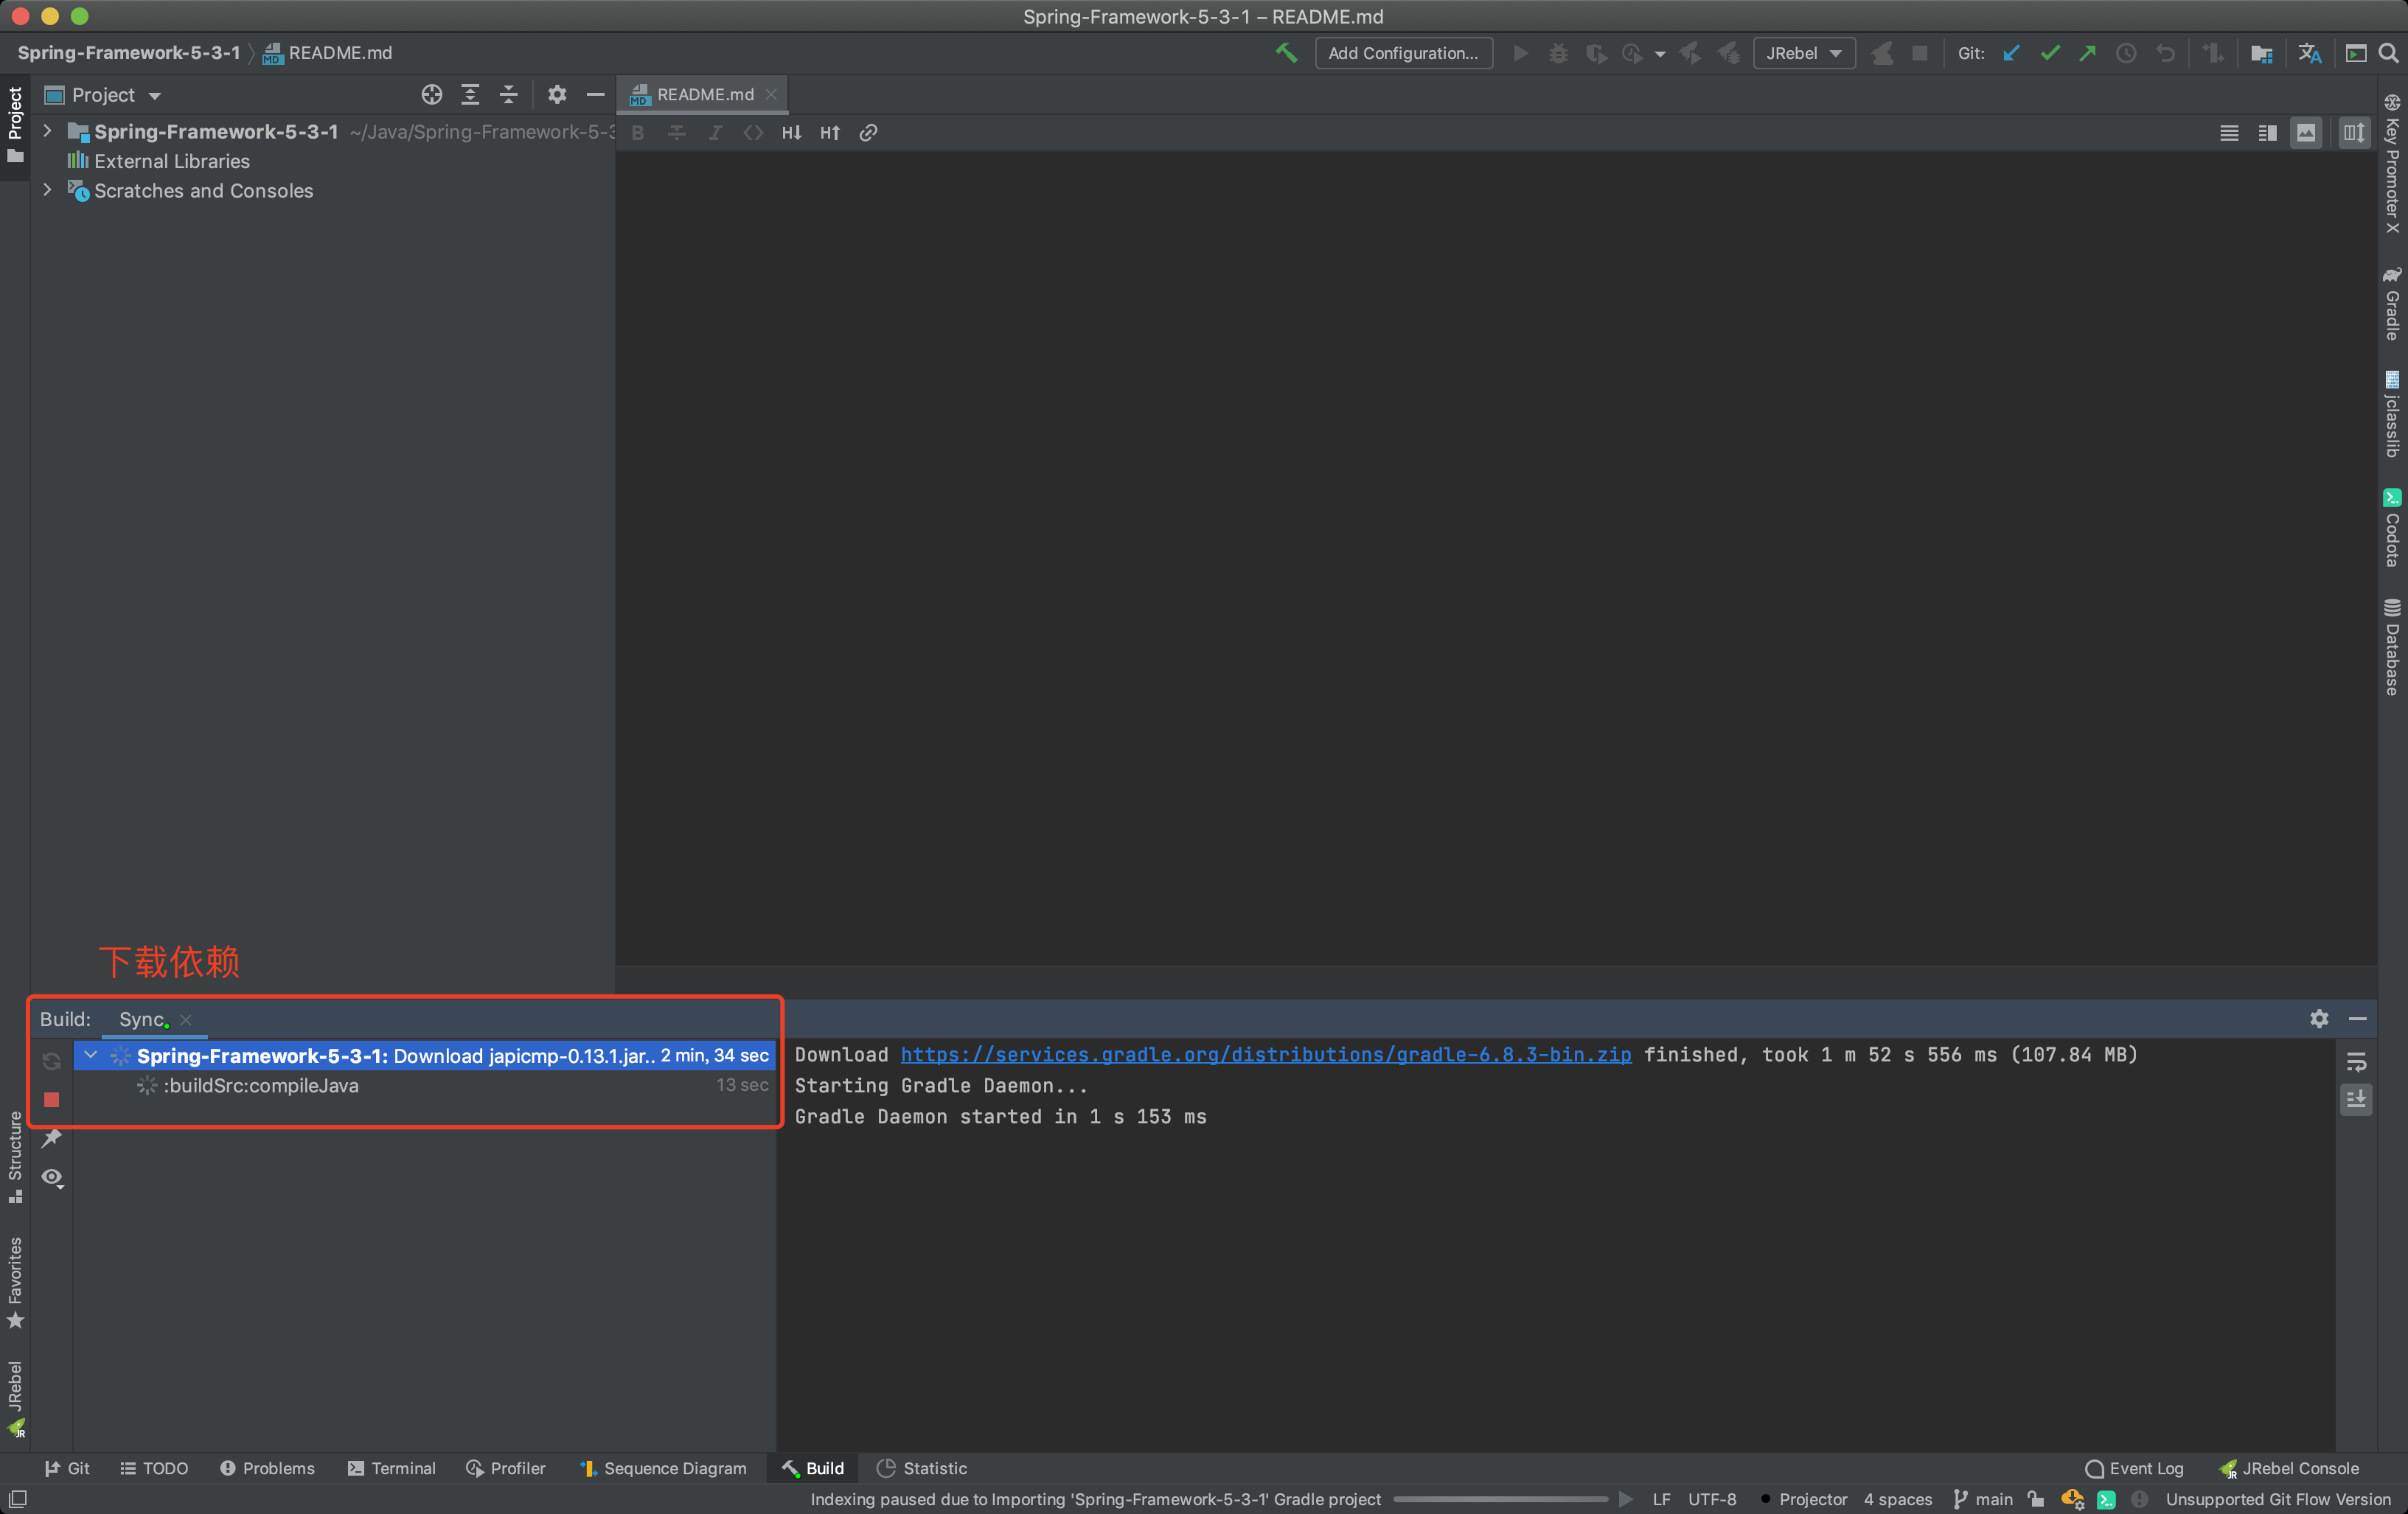 Spring-Framework-5-3-1 – README.md
Spring-Framework-5-3-1 README.md
Add Configuration...
JRebel
Git:
Project
README.md
Spring-Framework-5-3-1 ~/Java/Spring-Framework-5-3
External Libraries
Scratches and Consoles
Project
Structure
Favorites
JRebel
Key Promoter X
Gradle
jclasslib
Codota
Database
下载依赖
Build: Sync
Spring-Framework-5-3-1: Download japicmp-0.13.1.jar.. 2 min, 34 sec
:buildSrc:compileJava 13 sec
Download https://services.gradle.org/distributions/gradle-6.8.3-bin.zip finished, took 1 m 52 s 556 ms (107.84 MB)
Starting Gradle Daemon...
Gradle Daemon started in 1 s 153 ms
Git TODO Problems Terminal Profiler Sequence Diagram Build Statistic Event Log JRebel Console
Indexing paused due to Importing 'Spring-Framework-5-3-1' Gradle project LF UTF-8 Projector 4 spaces main Unsupported Git Flow Version